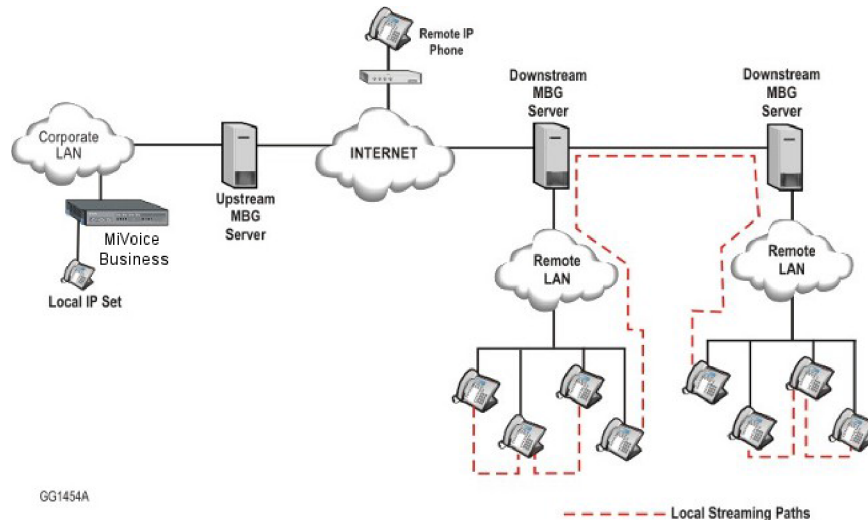 Remote IP
Phone
Downstream
MBG
Server
Downstream
MBG
Server
Corporate
LAN
INTERNET
Upstream
MBG
Server
MiVoice
Business
Local IP Set
Remote
LAN
Remote
LAN
GG1454A
Local Streaming Paths